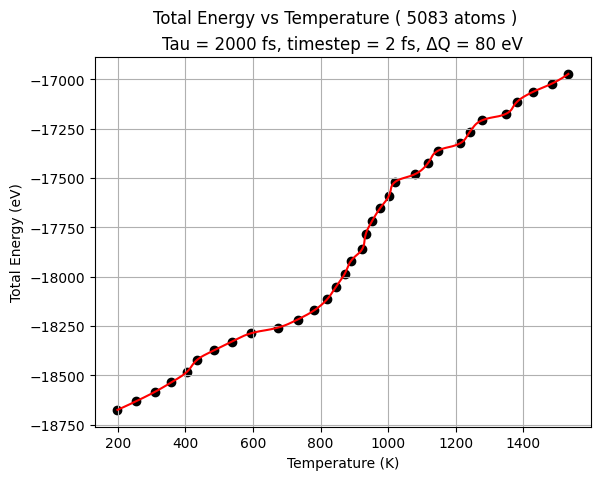 Total Energy vs Temperature ( 5083 atoms )
Tau = 2000 fs, timestep = 2 fs, ΔQ = 80 eV
−17000
−17250
−17500
−17750
−18000
−18250
−18500
−18750
Total Energy (eV)
200 400 600 800 1000 1200 1400
Temperature (K)